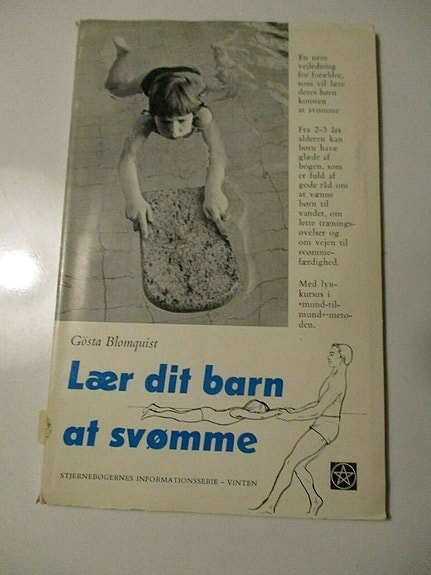 En nem
vejledning
for forældre,
som vil lære
deres børn
kunsten
at svømme
Fra 2-3 års
alderen kan
børn have
glæde af
bogen, som
er fuld af
gode råd om
at vænne
børn til
vandet, om
lette trænings-
øvelser og
om vejen til
svømme-
færdighed.
Med lyn-
kursus i
»mund-til-
mund«-meto-
den.
Gösta Blomquist
Lær dit barn
at svømme
STJERNEBØGERNES INFORMATIONSSERIE - VINTEN